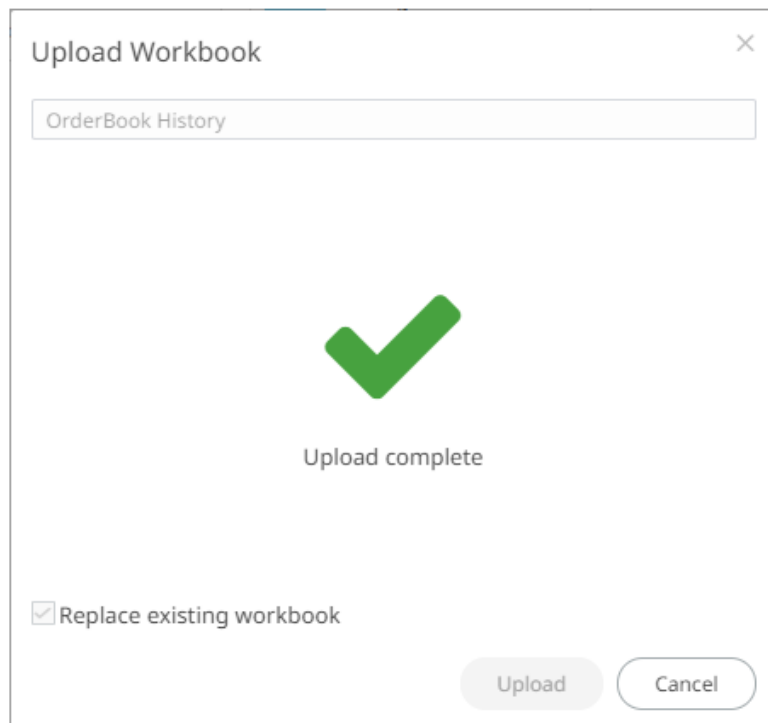 Upload Workbook
OrderBook History
Upload complete
Replace existing workbook
Upload
Cancel